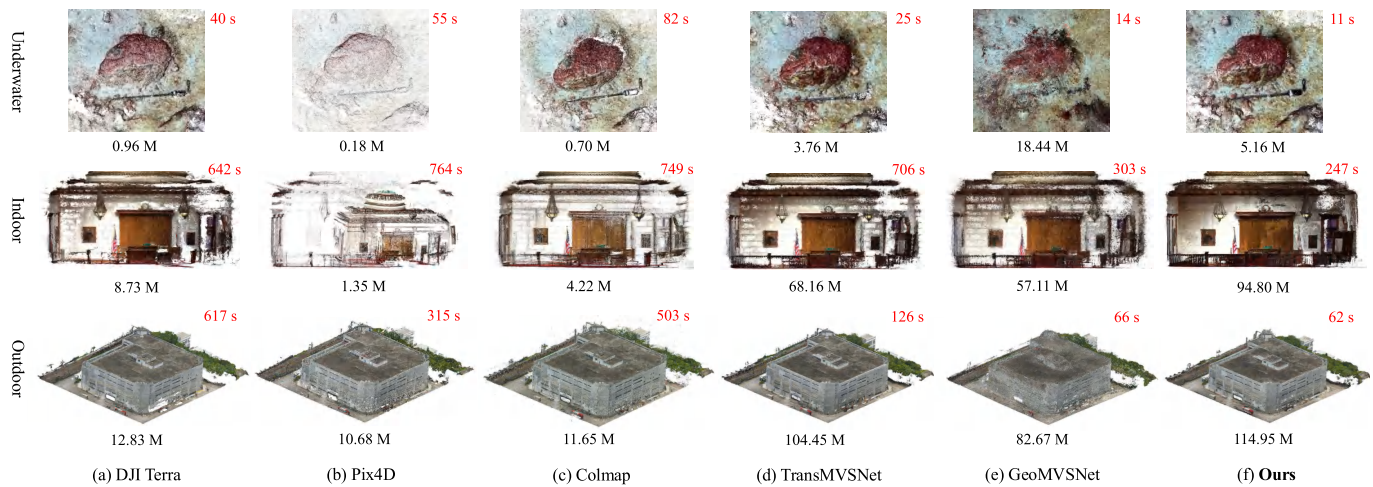 Underwater
40 s
55 s
82 s
25 s
14 s
11 s
0.96 M
0.18 M
0.70 M
3.76 M
18.44 M
5.16 M
Indoor
642 s
764 s
749 s
706 s
303 s
247 s
8.73 M
1.35 M
4.22 M
68.16 M
57.11 M
94.80 M
Outdoor
617 s
315 s
503 s
126 s
66 s
62 s
12.83 M
10.68 M
11.65 M
104.45 M
82.67 M
114.95 M
(a) DJI Terra
(b) Pix4D
(c) Colmap
(d) TransMVSNet
(e) GeoMVSNet
(f) Ours